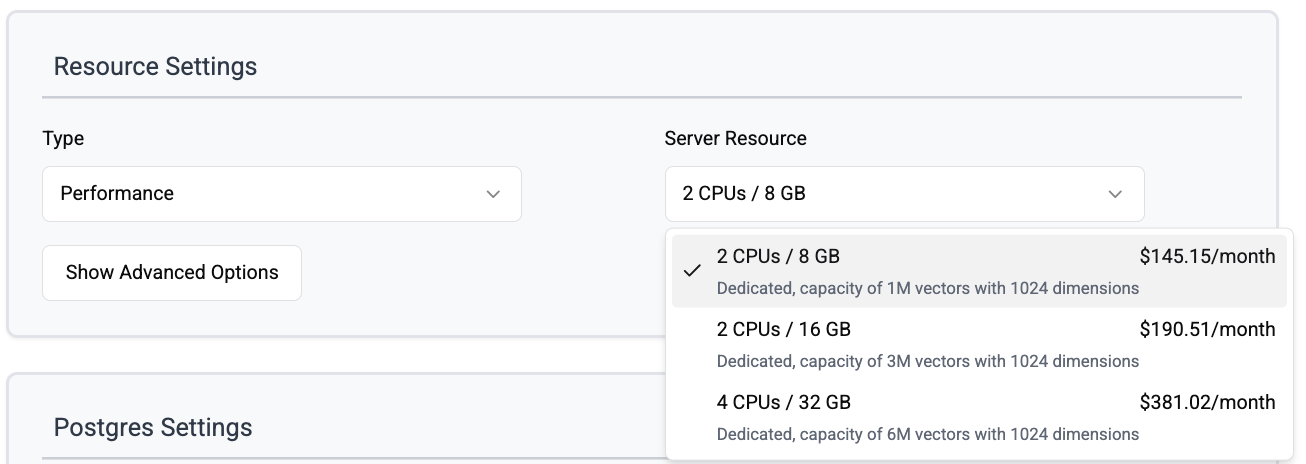 Resource Settings
Type
Server Resource
Performance
2 CPUs / 8 GB
Show Advanced Options
2 CPUs / 8 GB $145.15/month
Dedicated, capacity of 1M vectors with 1024 dimensions
2 CPUs / 16 GB $190.51/month
Dedicated, capacity of 3M vectors with 1024 dimensions
4 CPUs / 32 GB $381.02/month
Dedicated, capacity of 6M vectors with 1024 dimensions
Postgres Settings